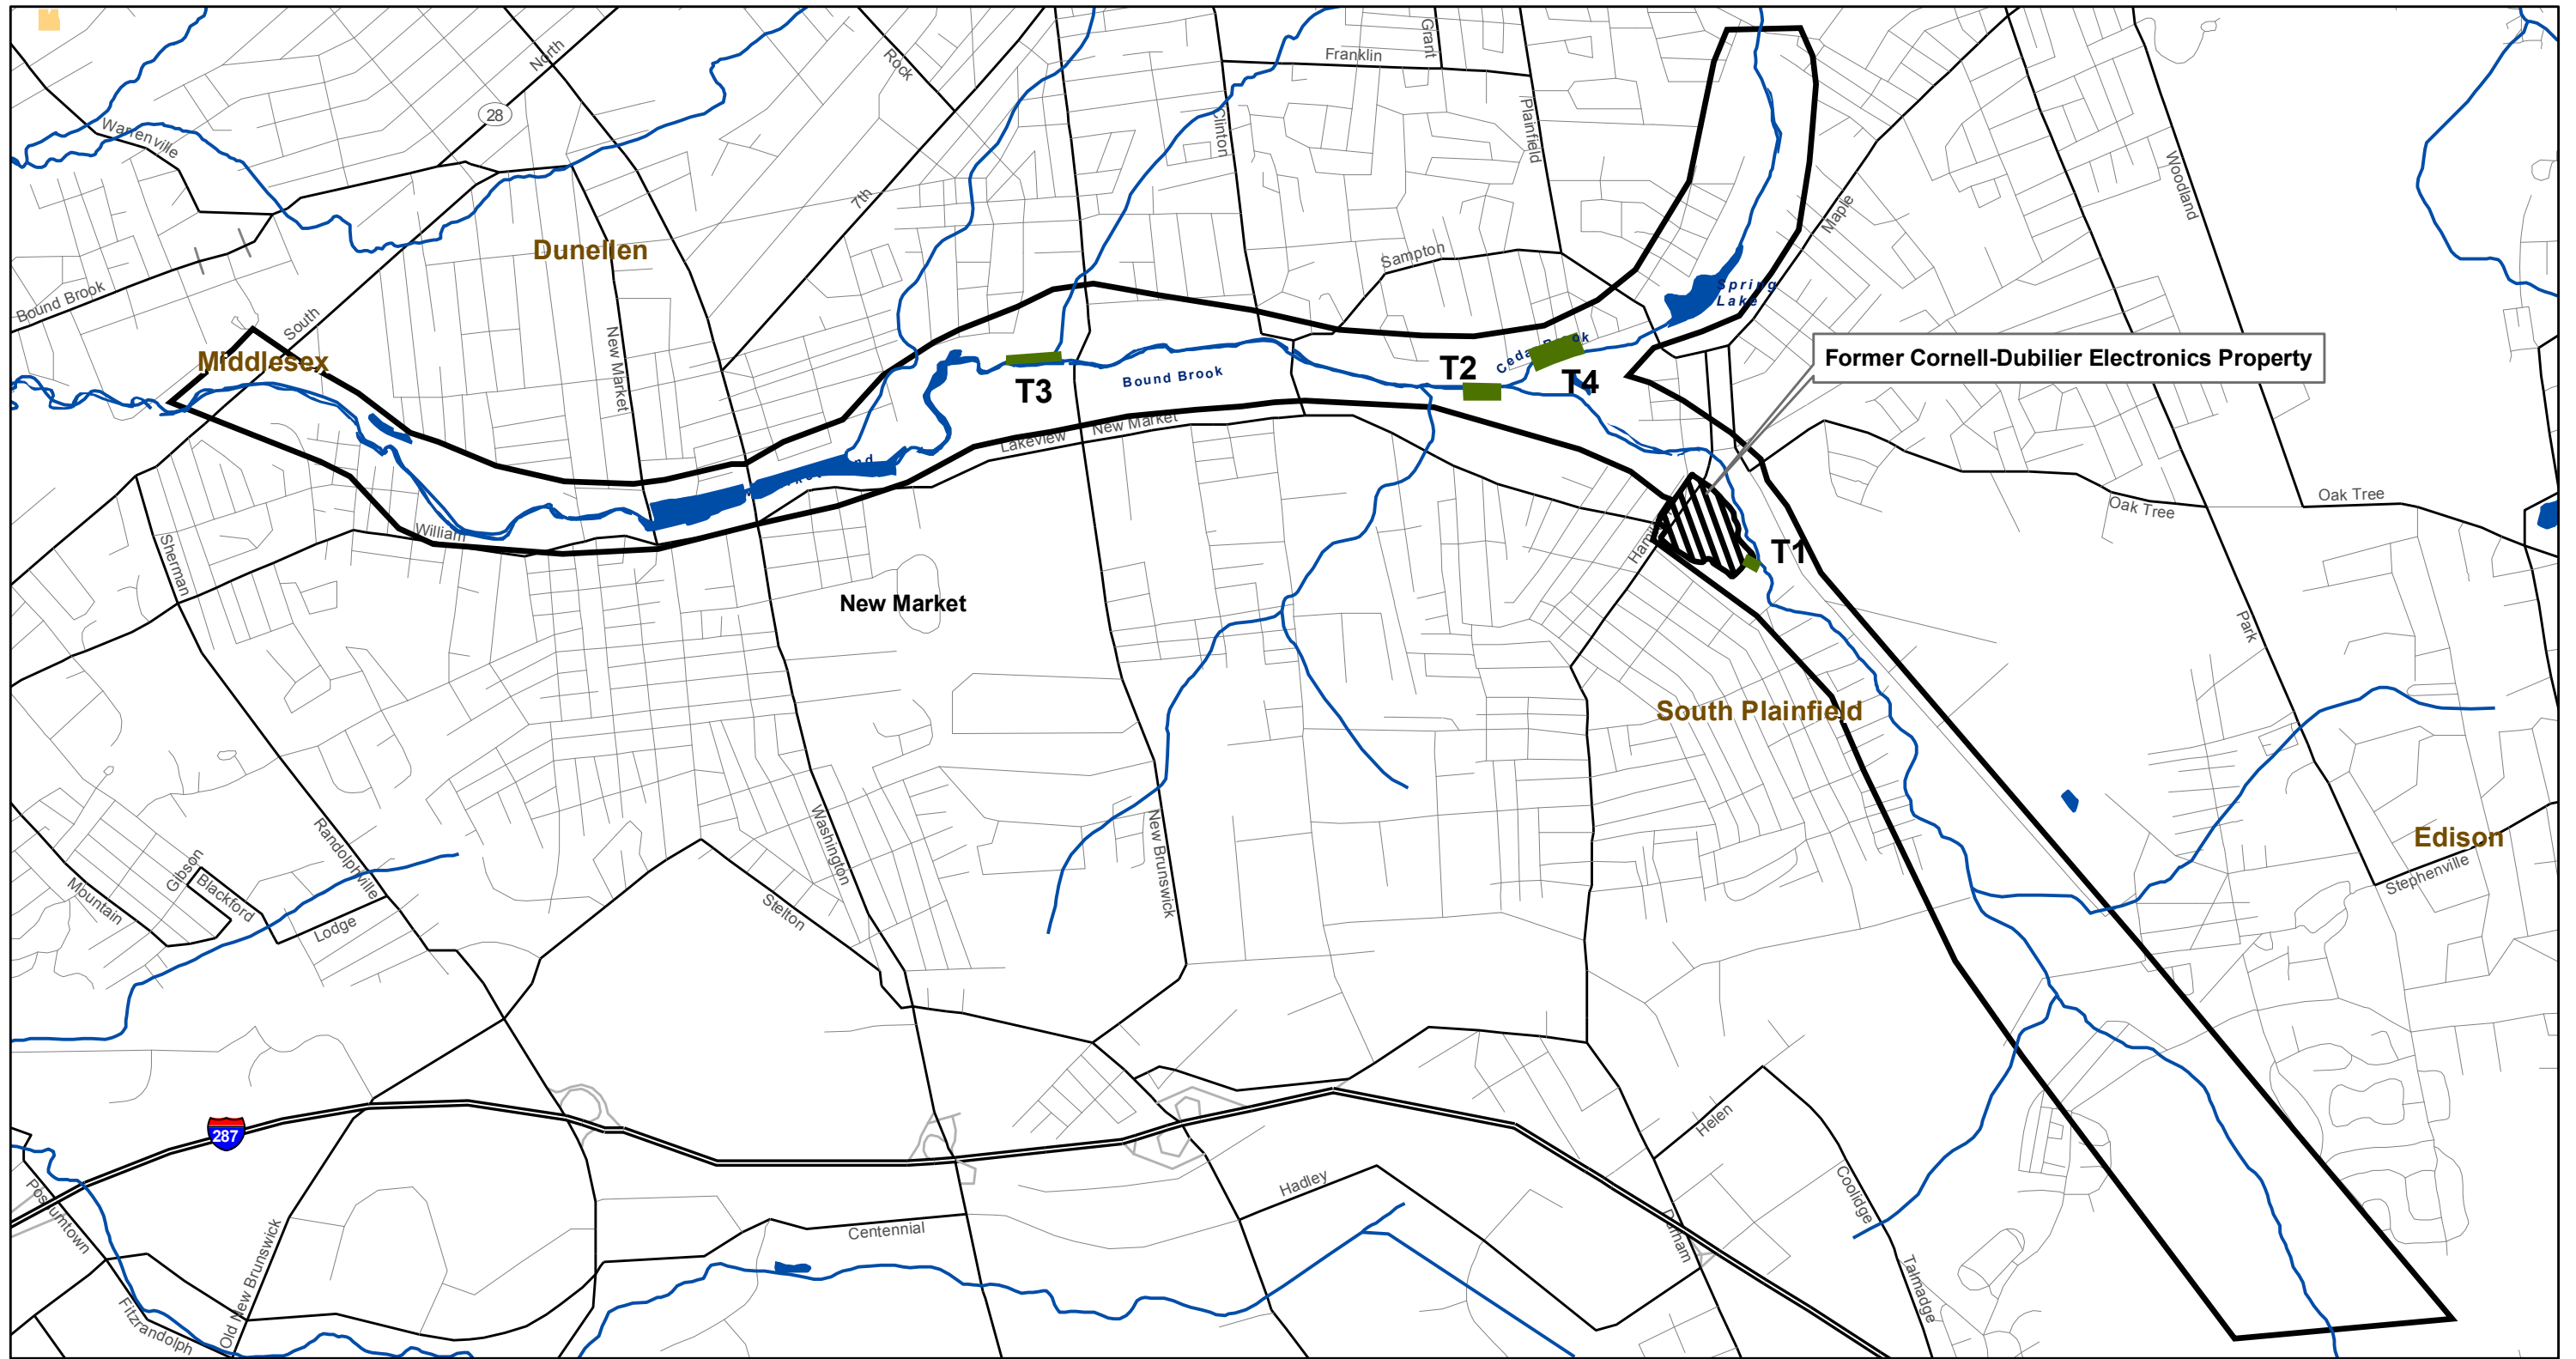 North
Rock
Grant
Franklin
28
Warrenville
Clinton
Plainfield
Woodland
7th
Maple
Dunellen
Sampton
Spring
Lake
Bound Brook
South
New Market
Middlesex
Former Cornell-Dubilier Electronics Property
T2
T4
T3
Bound Brook
New Market
Lakeview
Oak Tree
Oak Tree
William
Sherman
T1
New Market
Park
South Plainfield
Edison
Stephenville
Randolphville
Washington
New Brunswick
Gibson
Blackford
Mountain
Lodge
Stelton
287
Helen
Coolidge
Hadley
Centennial
Durham
Old New Brunswick
Talmadge
Fitzrandolph